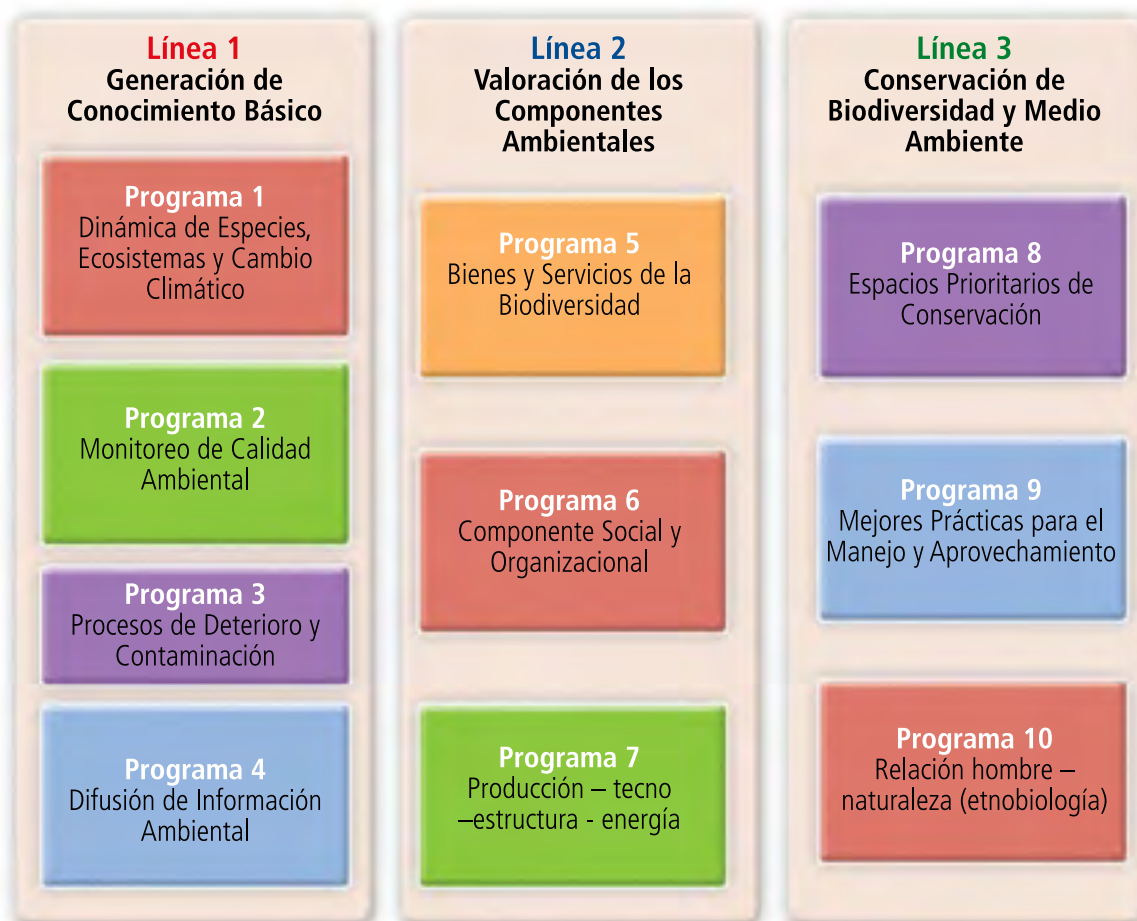 Línea 1
Generación de
Conocimiento Básico
Programa 1
Dinámica de Especies,
Ecosistemas y Cambio
Climático
Programa 2
Monitoreo de Calidad
Ambiental
Programa 3
Procesos de Deterioro y
Contaminación
Programa 4
Difusión de Información
Ambiental
Línea 2
Valoración de los
Componentes
Ambientales
Programa 5
Bienes y Servicios de la
Biodiversidad
Programa 6
Componente Social y
Organizacional
Programa 7
Producción – tecno
–estructura - energía
Línea 3
Conservación de
Biodiversidad y Medio
Ambiente
Programa 8
Espacios Prioritarios de
Conservación
Programa 9
Mejores Prácticas para el
Manejo y Aprovechamiento
Programa 10
Relación hombre –
naturaleza (etnobiología)